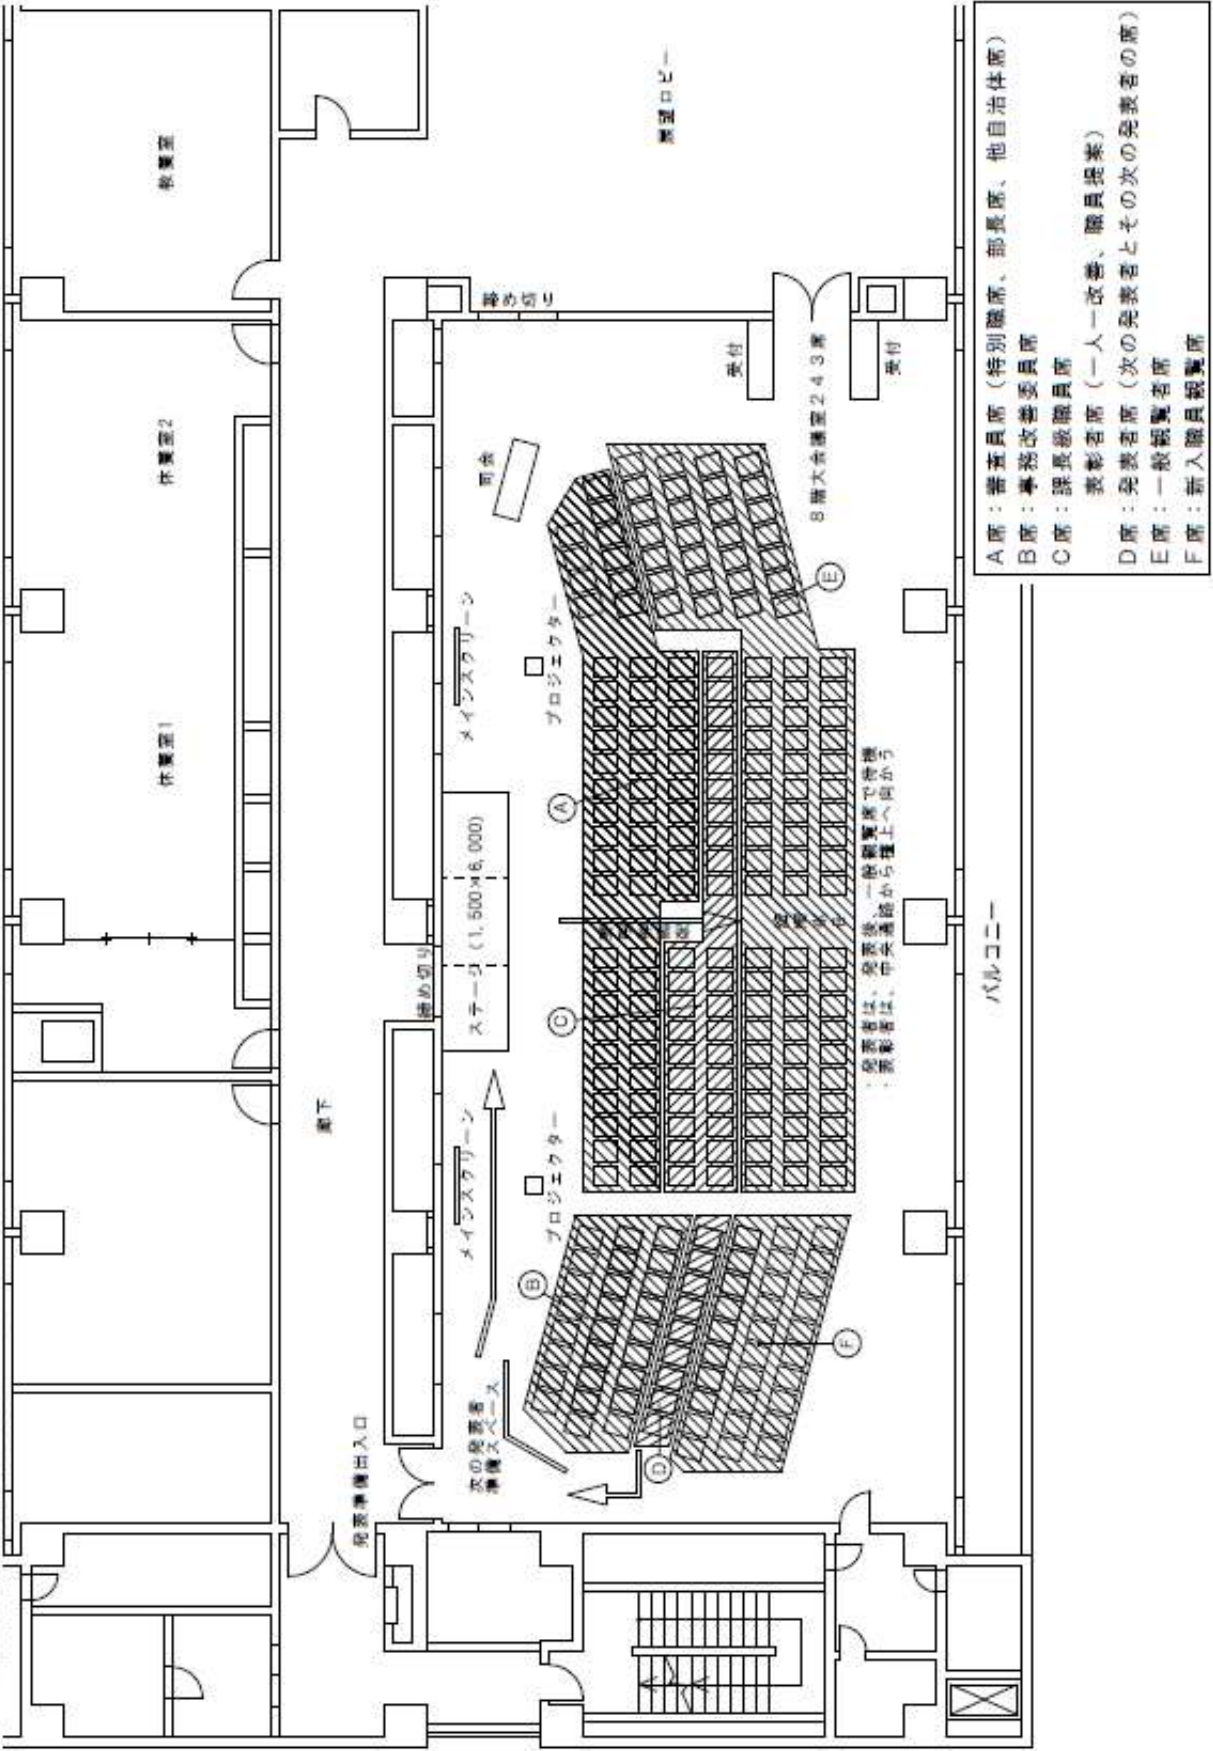 食糧室
休養室2
休養室1
展望ロビー
廊下
締め切り
受付
受付
8階大会議室243席
司会
メインスクリーン
プロジェクター
ステージ(1,500×6,000)
締め切り
メインスクリーン
プロジェクター
発表準備出入口
次の発表者
準備スペース
A
B
C
D
E
F
・発表者は、発表後、一般観覧席で待機
・表彰者は、中央通路から壇上へ向かう
バルコニー
A席:審査員席(特別職席、部長席、他自治体席)
B席:事務改善委員席
C席:課長級職員席
表彰者席(一人一改善、職員提案)
D席:発表者席(次の発表者とその次の発表者の席)
E席:一般観覧者席
F席:新入職員観覧席